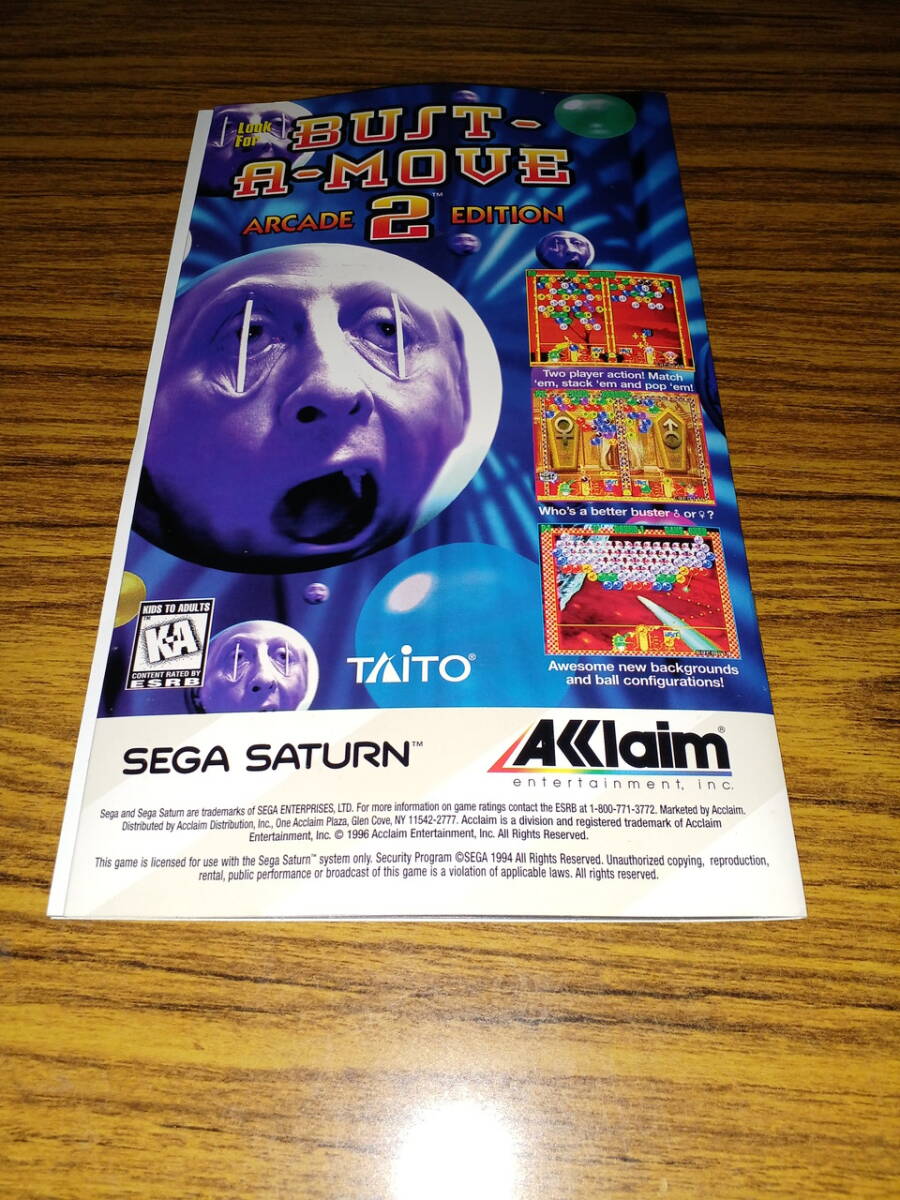 Look
For
BUST-
A-MOVE
ARCADE 2™ EDITION
Two player action! Match
'em, stack 'em and pop 'em!
Who's a better buster ♂ or ♀?
Awesome new backgrounds
and ball configurations!
KIDS TO ADULTS
K-A
CONTENT RATED BY
ESRB
TAITO®
SEGA SATURN™
AKKlaim®
entertainment, inc.
Sega and Sega Saturn are trademarks of SEGA ENTERPRISES, LTD. For more information on game ratings contact the ESRB at 1-800-771-3772. Marketed by Acclaim.
Distributed by Acclaim Distribution, Inc., One Acclaim Plaza, Glen Cove, NY 11542-2777. Acclaim is a division and registered trademark of Acclaim
Entertainment, Inc. © 1996 Acclaim Entertainment, Inc. All Rights Reserved.
This game is licensed for use with the Sega Saturn™ system only. Security Program ©SEGA 1994 All Rights Reserved. Unauthorized copying, reproduction,
rental, public performance or broadcast of this game is a violation of applicable laws. All rights reserved.